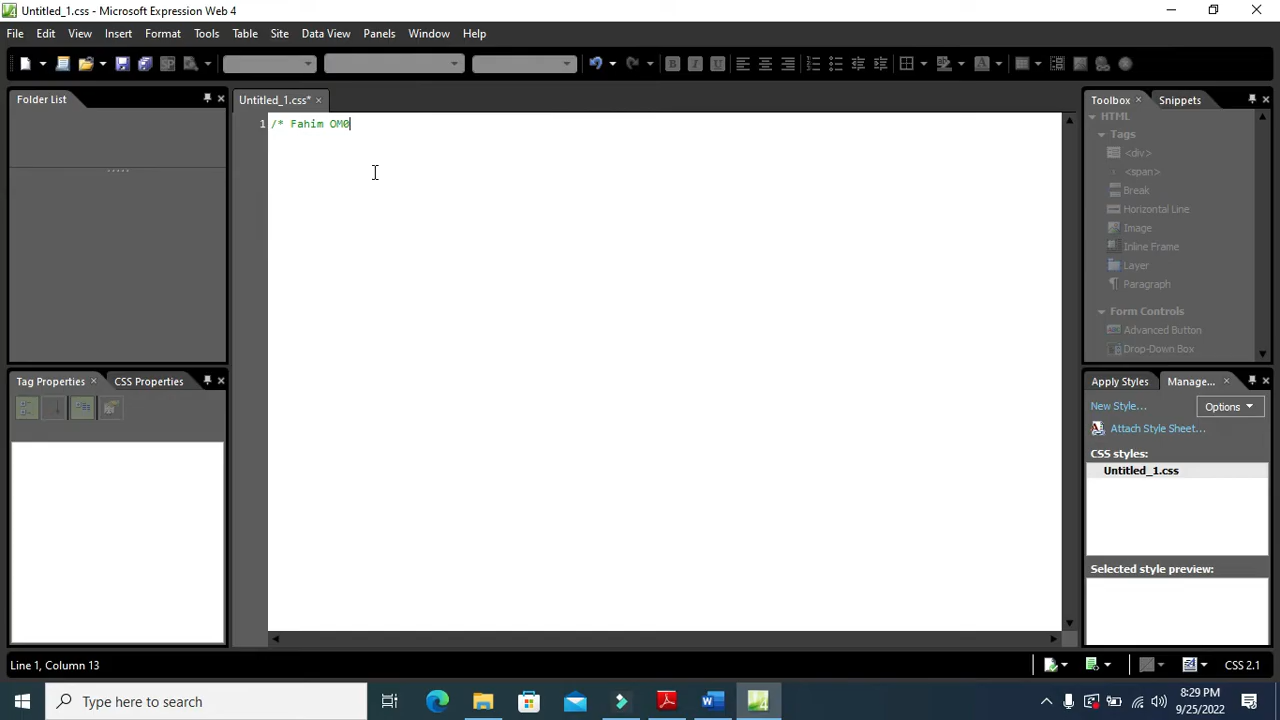 Untitled_1.css - Microsoft Expression Web 4
File Edit View Insert Format Tools Table Site Data View Panels Window Help
Folder List
Untitled_1.css*
Toolbox Snippets
1 /* Fahim OM0
HTML
Tags
<div>
<span>
Break
Horizontal Line
Image
Inline Frame
Layer
Paragraph
Form Controls
Advanced Button
Drop-Down Box
Tag Properties CSS Properties
Apply Styles Manage...
New Style... Options
Attach Style Sheet...
CSS styles:
Untitled_1.css
Selected style preview:
Line 1, Column 13
CSS 2.1
Type here to search
8:29 PM
9/25/2022